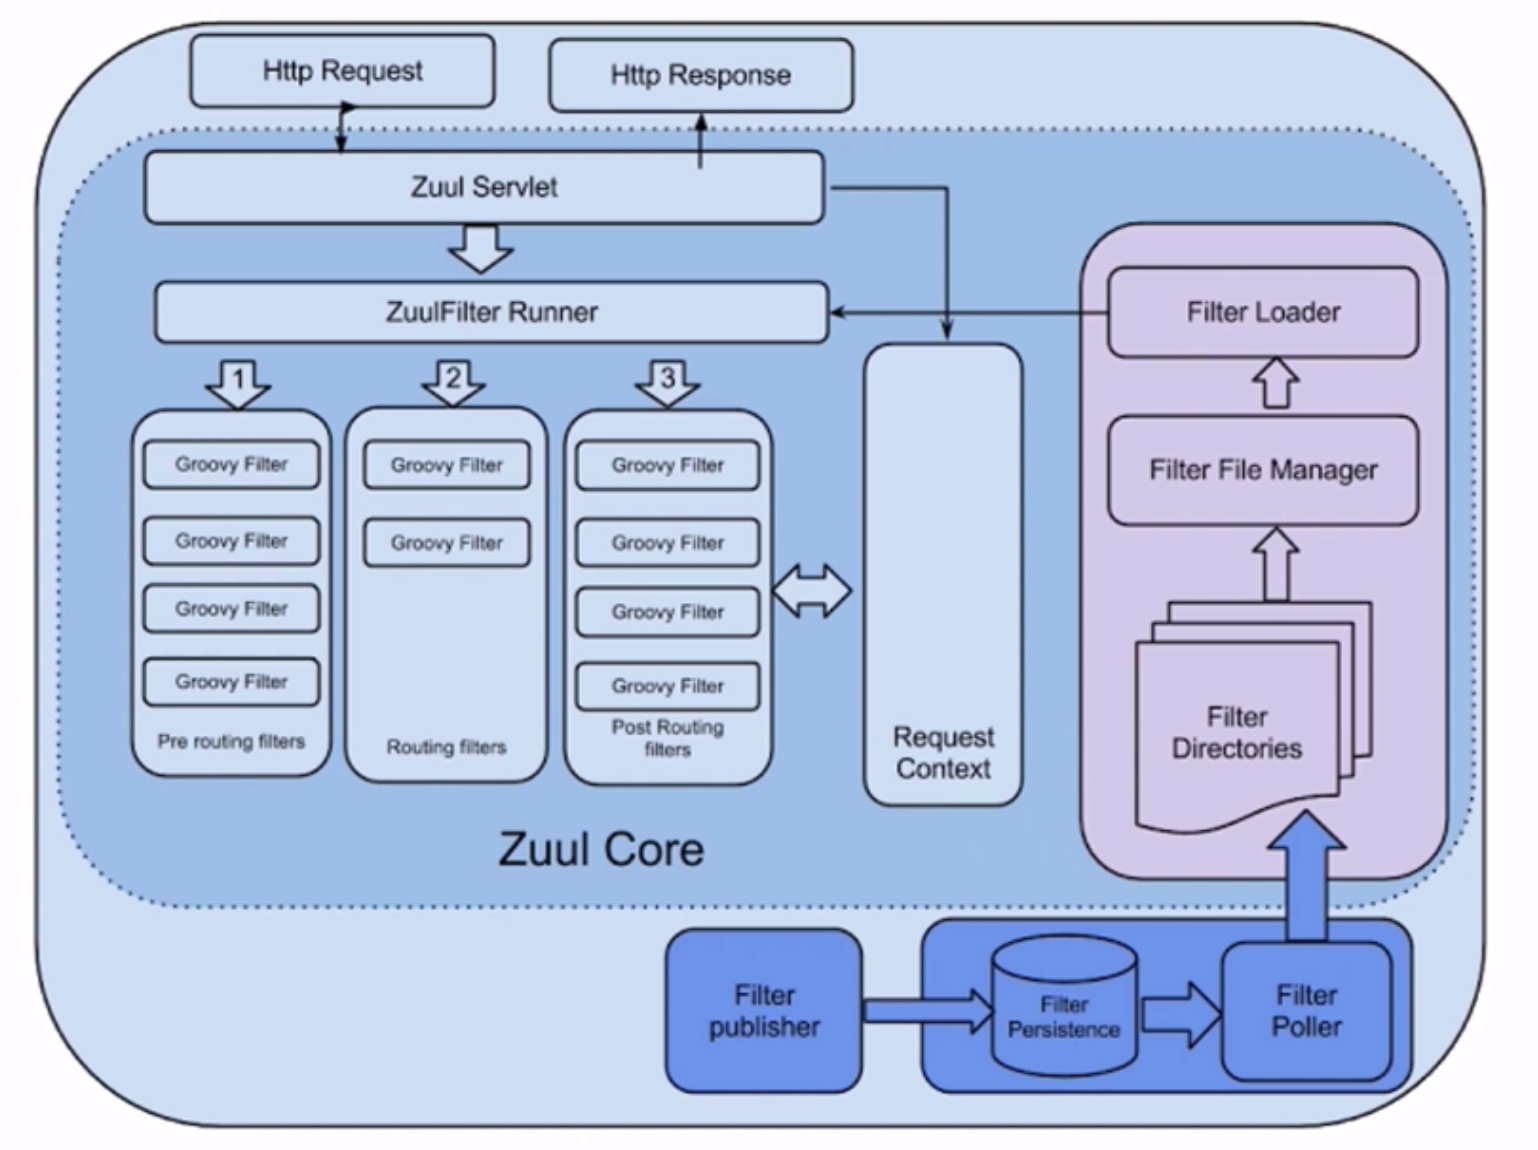 Http Request
Http Response
Zuul Servlet
ZuulFilter Runner
Filter Loader
1
2
3
Groovy Filter
Groovy Filter
Groovy Filter
Groovy Filter
Pre routing filters
Groovy Filter
Groovy Filter
Routing filters
Groovy Filter
Groovy Filter
Groovy Filter
Groovy Filter
Post Routing
filters
Request
Context
Filter File Manager
Filter
Directories
Zuul Core
Filter
publisher
Filter
Persistence
Filter
Poller